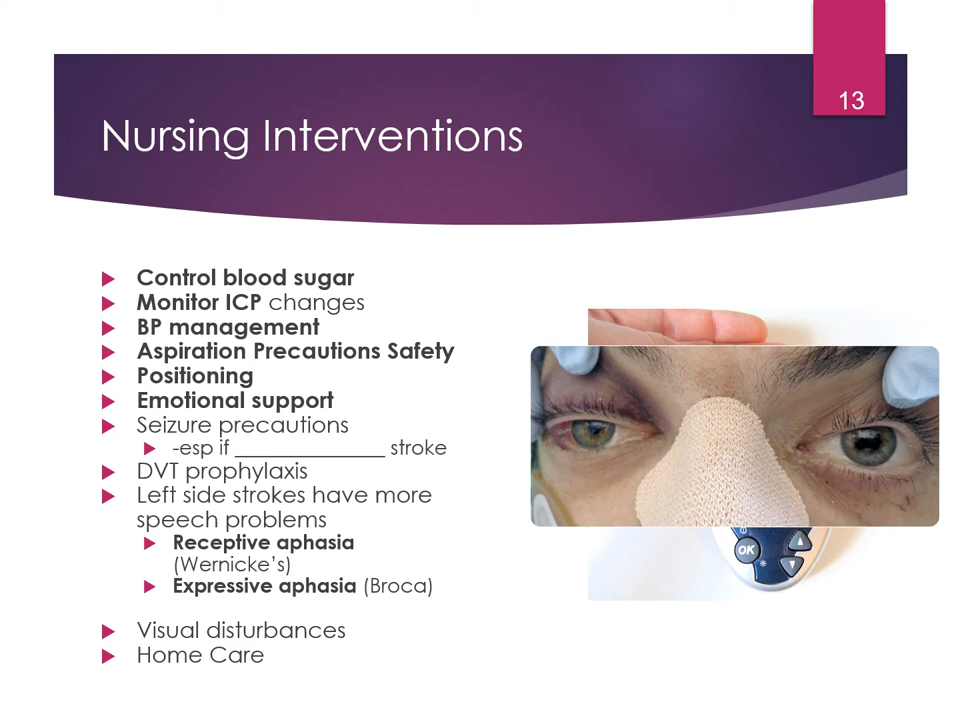 13
Nursing Interventions
Control blood sugar
Monitor ICP changes
BP management
Aspiration Precautions Safety
Positioning
Emotional support
Seizure precautions
-esp if ______________ stroke
DVT prophylaxis
Left side strokes have more
speech problems
Receptive aphasia
(Wernicke’s)
Expressive aphasia (Broca)
Visual disturbances
Home Care
OK